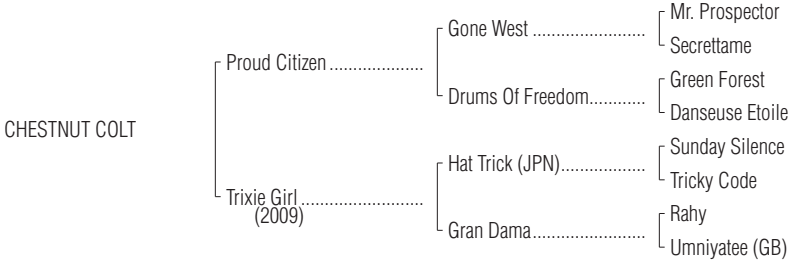 Mr. Prospector
Gone West ........................
Secrettame
Proud Citizen ....................
Green Forest
Drums Of Freedom............
Danseuse Etoile
CHESTNUT COLT
Sunday Silence
Hat Trick (JPN)..................
Tricky Code
Trixie Girl ..........................
(2009)
Rahy
Gran Dama........................
Umniyatee (GB)